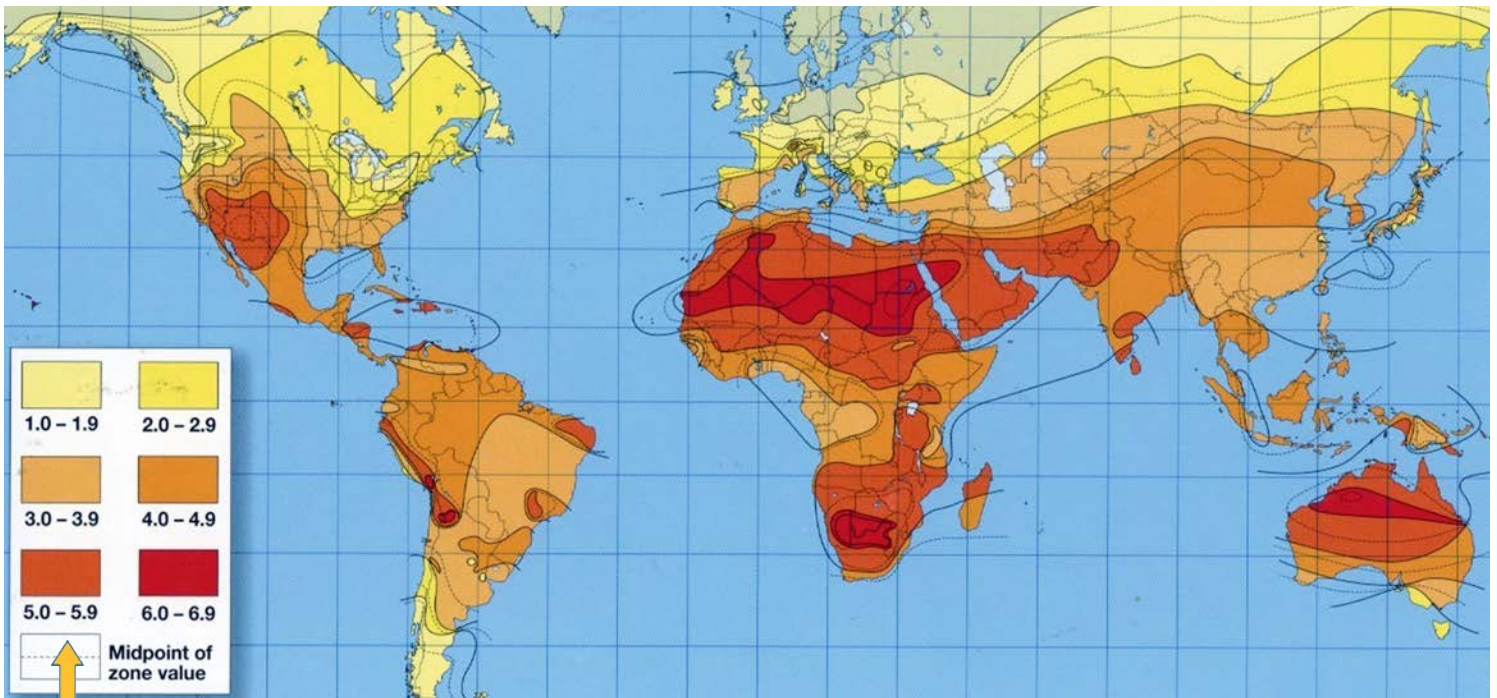 1.0 – 1.9 2.0 – 2.9
3.0 – 3.9 4.0 – 4.9
5.0 – 5.9 6.0 – 6.9
Midpoint of
zone value